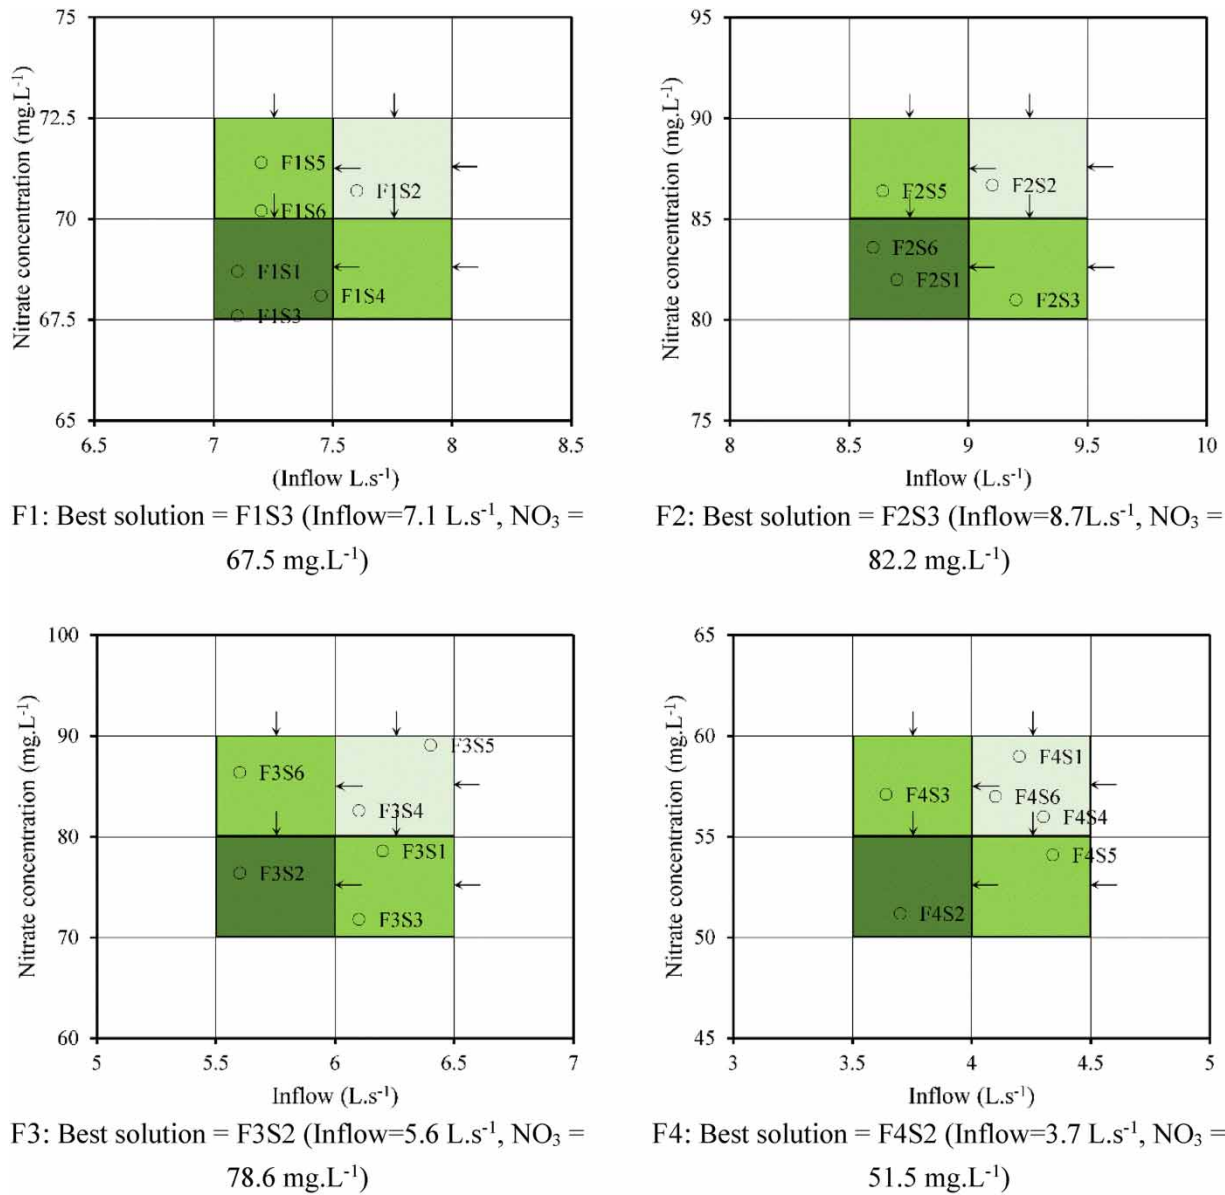 75
72.5
70
67.5
65
Nitrate concentration (mg.L⁻¹)
F1S5
F1S2
F1S6
F1S1
F1S4
F1S3
6.5 7 7.5 8 8.5
(Inflow L.s⁻¹)
F1: Best solution = F1S3 (Inflow=7.1 L.s⁻¹, NO₃ =
67.5 mg.L⁻¹)
95
90
85
80
75
Nitrate concentration (mg.L⁻¹)
F2S5
F2S2
F2S6
F2S1
F2S3
8 8.5 9 9.5 10
Inflow (L.s⁻¹)
F2: Best solution = F2S3 (Inflow=8.7L.s⁻¹, NO₃ =
82.2 mg.L⁻¹)
100
90
80
70
60
Nitrate concentration (mg.L⁻¹)
F3S5
F3S6
F3S4
F3S1
F3S2
F3S3
5 5.5 6 6.5 7
Inflow (L.s⁻¹)
F3: Best solution = F3S2 (Inflow=5.6 L.s⁻¹, NO₃ =
78.6 mg.L⁻¹)
65
60
55
50
45
Nitrate concentration (mg.L⁻¹)
F4S1
F4S3
F4S6
F4S4
F4S5
F4S2
3 3.5 4 4.5 5
Inflow (L.s⁻¹)
F4: Best solution = F4S2 (Inflow=3.7 L.s⁻¹, NO₃ =
51.5 mg.L⁻¹)